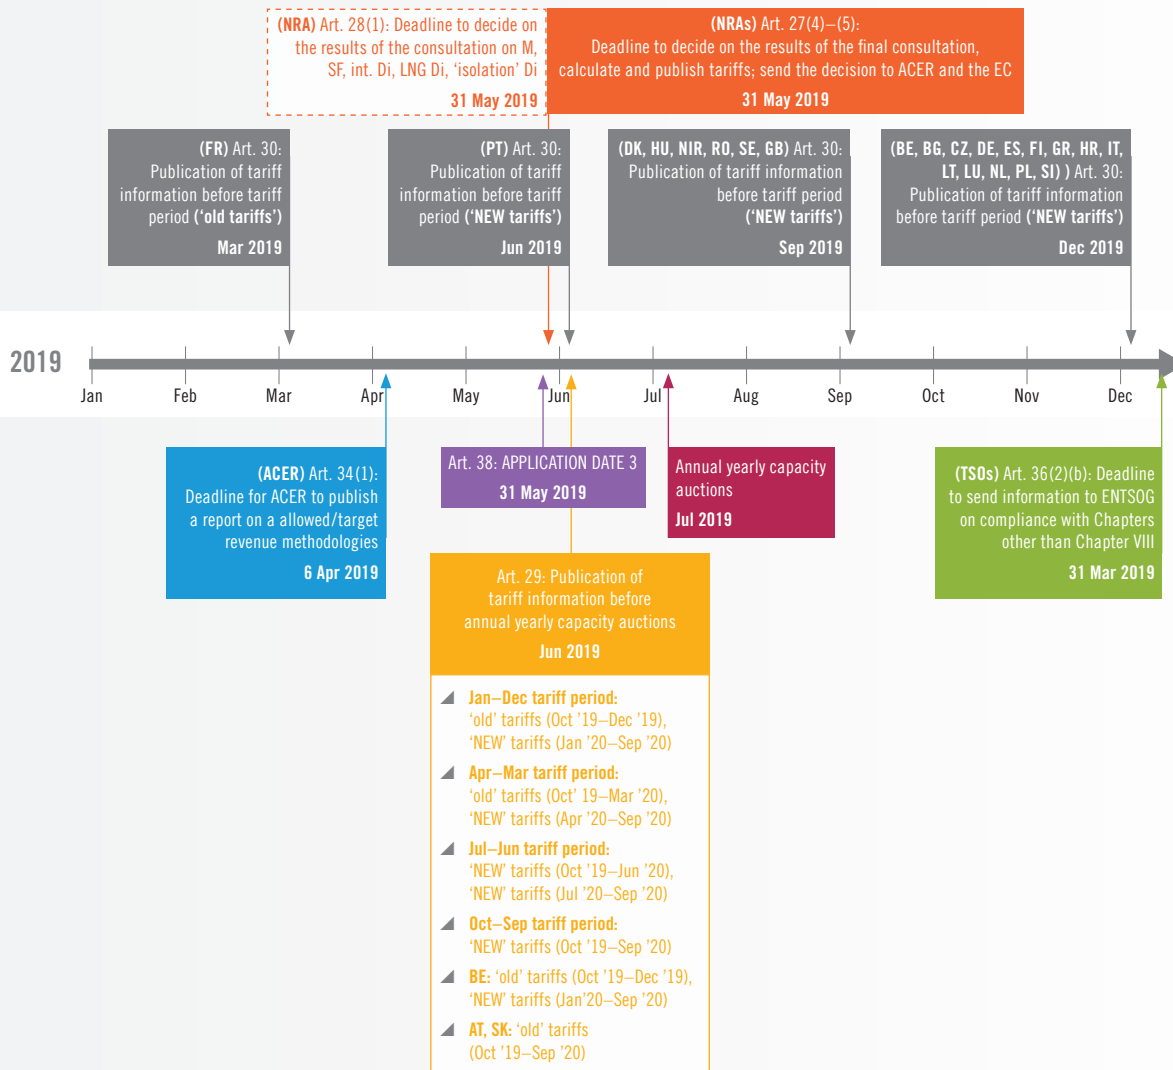 (NRA) Art. 28(1): Deadline to decide on
the results of the consultation on M,
SF, int. Di, LNG Di, ‘isolation’ Di
31 May 2019
(NRAs) Art. 27(4)–(5):
Deadline to decide on the results of the final consultation,
calculate and publish tariffs; send the decision to ACER and the EC
31 May 2019
(FR) Art. 30:
Publication of tariff
information before tariff
period (‘old tariffs’)
Mar 2019
(PT) Art. 30:
Publication of tariff
information before tariff
period (‘NEW tariffs’)
Jun 2019
(DK, HU, NIR, RO, SE, GB) Art. 30:
Publication of tariff information
before tariff period
(‘NEW tariffs’)
Sep 2019
(BE, BG, CZ, DE, ES, FI, GR, HR, IT,
LT, LU, NL, PL, SI) ) Art. 30:
Publication of tariff information
before tariff period (‘NEW tariffs’)
Dec 2019
2019
Jan
Feb
Mar
Apr
May
Jun
Jul
Aug
Sep
Oct
Nov
Dec
(ACER) Art. 34(1):
Deadline for ACER to publish
a report on a allowed/target
revenue methodologies
6 Apr 2019
Art. 38: APPLICATION DATE 3
31 May 2019
Annual yearly capacity
auctions
Jul 2019
(TSOs) Art. 36(2)(b): Deadline
to send information to ENTSOG
on compliance with Chapters
other than Chapter VIII
31 Mar 2019
Art. 29: Publication of
tariff information before
annual yearly capacity auctions
Jun 2019
Jan–Dec tariff period:
‘old’ tariffs (Oct ’19–Dec ’19),
‘NEW’ tariffs (Jan ’20–Sep ’20)
Apr–Mar tariff period:
‘old’ tariffs (Oct’ 19–Mar ’20),
‘NEW’ tariffs (Apr ’20–Sep ’20)
Jul–Jun tariff period:
‘NEW’ tariffs (Oct ’19–Jun ’20),
‘NEW’ tariffs (Jul ’20–Sep ’20)
Oct–Sep tariff period:
‘NEW’ tariffs (Oct ’19–Sep ’20)
BE: ‘old’ tariffs (Oct ’19–Dec ’19),
‘NEW’ tariffs (Jan’20–Sep ’20)
AT, SK: ‘old’ tariffs
(Oct ’19–Sep ’20)